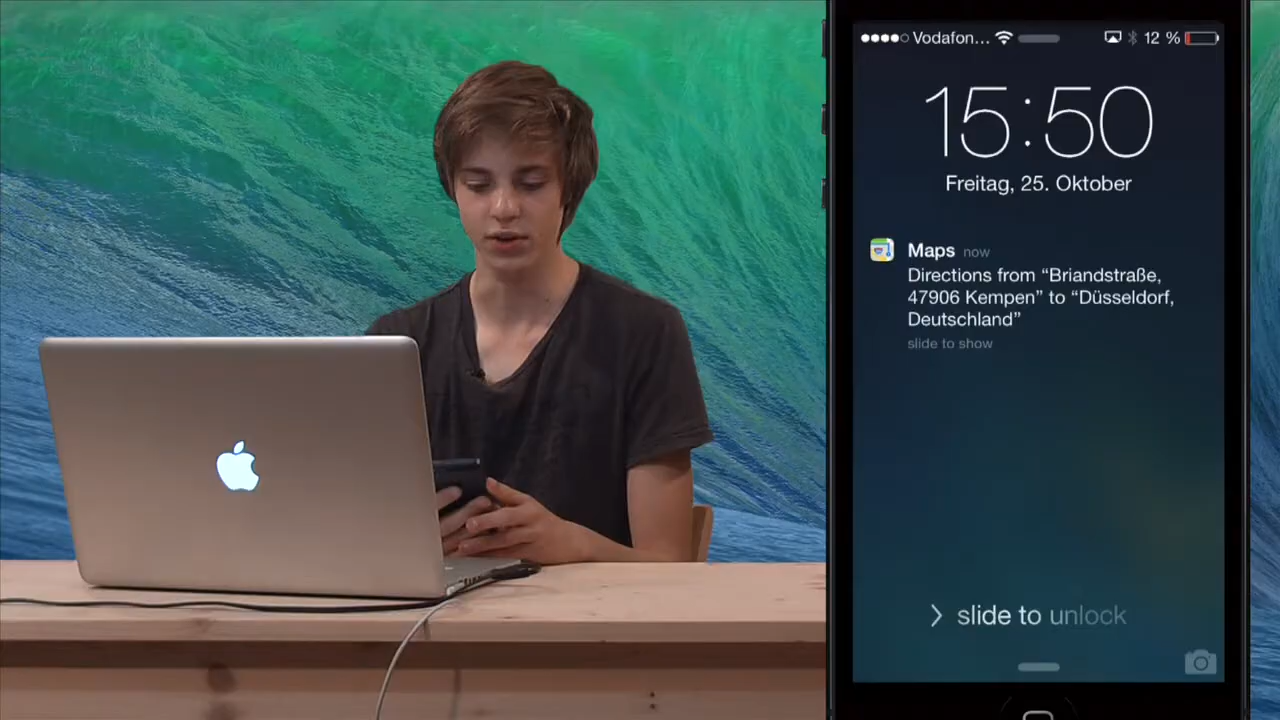 Vodafon... 12 %
15:50
Freitag, 25. Oktober
Maps now
Directions from “Briandstraße,
47906 Kempen” to “Düsseldorf,
Deutschland”
slide to show
slide to unlock